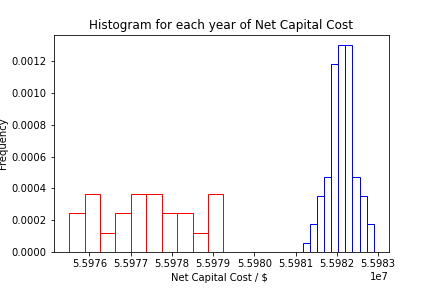 Histogram for each year of Net Capital Cost
Frequency
0.0012
0.0010
0.0008
0.0006
0.0004
0.0002
0.0000
5.5976 5.5977 5.5978 5.5979 5.5980 5.5981 5.5982 5.5983
Net Capital Cost / $
1e7